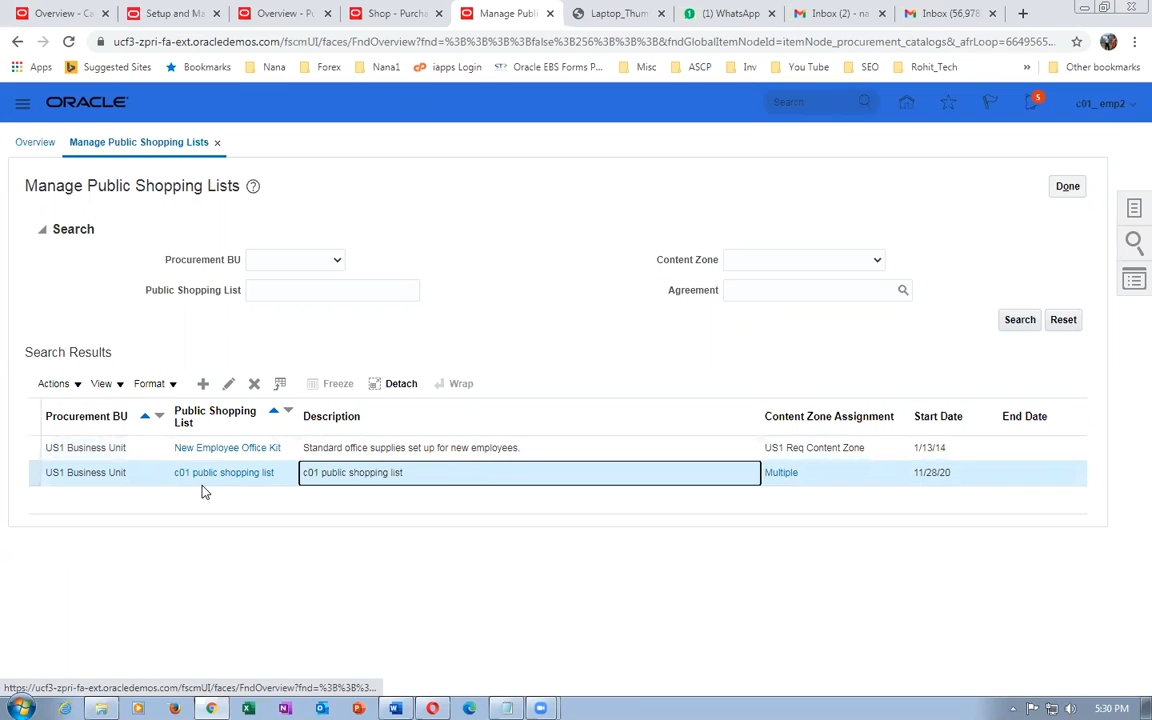 Overview - Ca
Setup and Ma
Overview - Pu
Shop - Purcha
Manage Publi
Laptop_Thum
(1) WhatsApp
Inbox (2) - na
Inbox (56,978
ucf3-zpri-fa-ext.oracledemos.com/fscmUI/faces/FndOverview?fnd=%3B%3B%3B%3Bfalse%3B256%3B%3B%3B&fndGlobalItemNodeId=itemNode_procurement_catalogs&_afrLoop=6649565...
Apps
Suggested Sites
Bookmarks
Nana
Forex
Nana1
iapps Login
Oracle EBS Forms P...
Misc
ASCP
Inv
You Tube
SEO
Rohit_Tech
»
Other bookmarks
ORACLE
Search
5
c01_emp2
Overview
Manage Public Shopping Lists
Manage Public Shopping Lists
Done
Search
Procurement BU
Content Zone
Public Shopping List
Agreement
Search
Reset
Search Results
Actions
View
Format
Freeze
Detach
Wrap
Procurement BU
Public Shopping
List
Description
Content Zone Assignment
Start Date
End Date
US1 Business Unit
New Employee Office Kit
Standard office supplies set up for new employees.
US1 Req Content Zone
1/13/14
US1 Business Unit
c01 public shopping list
c01 public shopping list
Multiple
11/28/20
https://ucf3-zpri-fa-ext.oracledemos.com/fscmUI/faces/FndOverview?fnd=%3B%3B%3...
5:30 PM